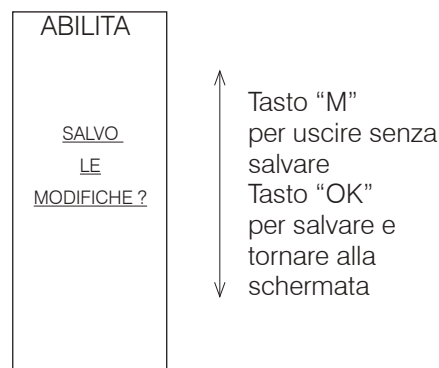 ABILITA
SALVO
LE
MODIFICHE ?
Tasto “M”
per uscire senza
salvare
Tasto “OK”
per salvare e
tornare alla
schermata